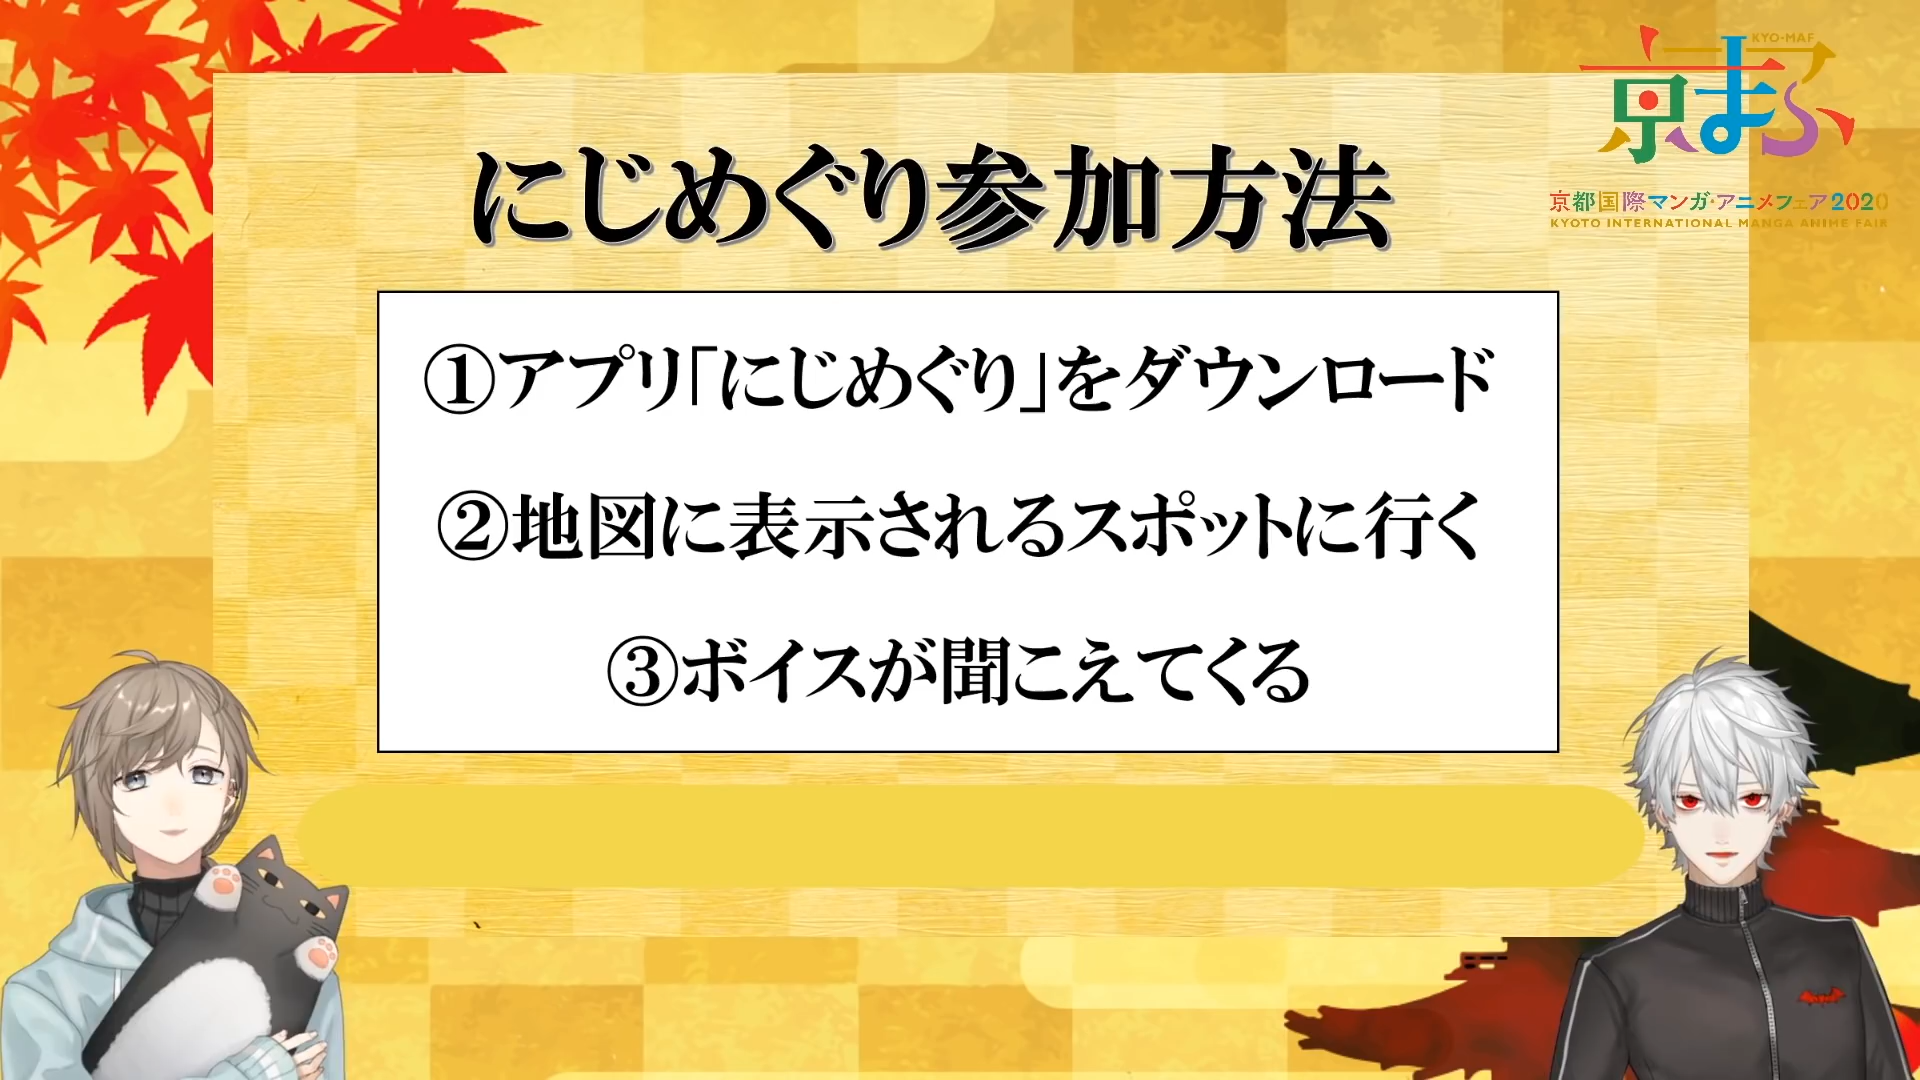 KYO-MAF
京まふ
京都国際マンガ・アニメフェア2020
KYOTO INTERNATIONAL MANGA ANIME FAIR
にじめぐり参加方法
①アプリ「にじめぐり」をダウンロード
②地図に表示されるスポットに行く
③ボイスが聞こえてくる